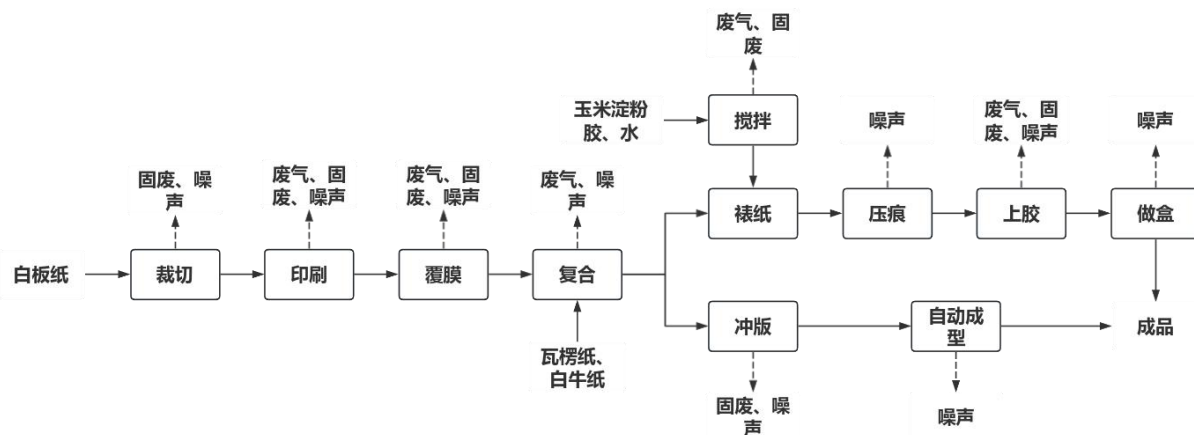 废气、固
废
玉米淀粉
胶、水
搅拌
噪声
废气、固
废、噪声
噪声
固废、噪
声
废气、固
废、噪声
废气、固
废、噪声
废气、噪
声
裱纸
压痕
上胶
做盒
白板纸
裁切
印刷
覆膜
复合
瓦楞纸、
白牛纸
冲版
自动成
型
成品
固废、噪
声
噪声